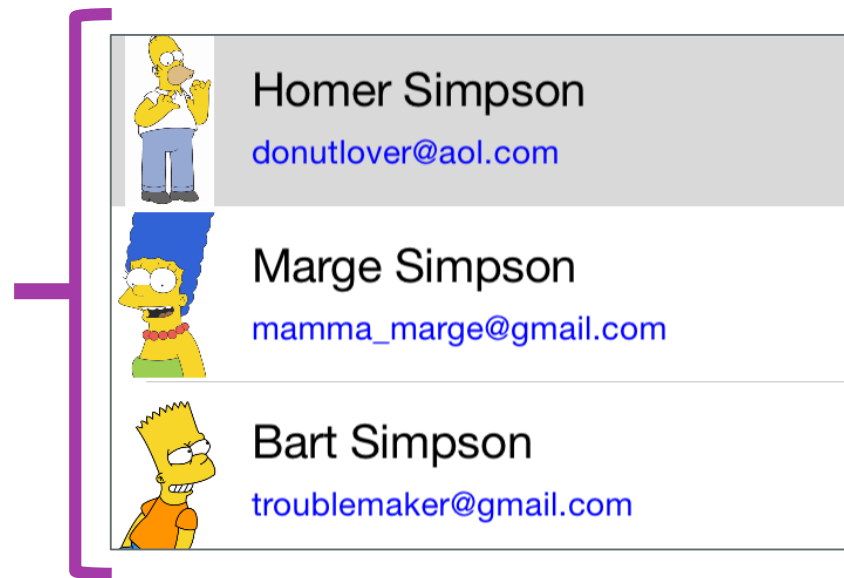 Homer Simpson
donutlover@aol.com
Marge Simpson
mamma_marge@gmail.com
Bart Simpson
troublemaker@gmail.com